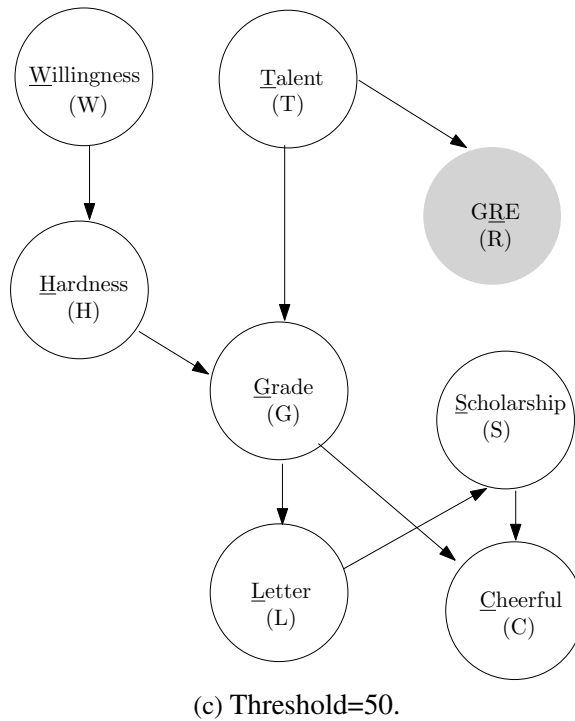 Willingness
(W)
Talent
(T)
GRE
(R)
Hardness
(H)
Grade
(G)
Scholarship
(S)
Letter
(L)
Cheerful
(C)
(c) Threshold=50.